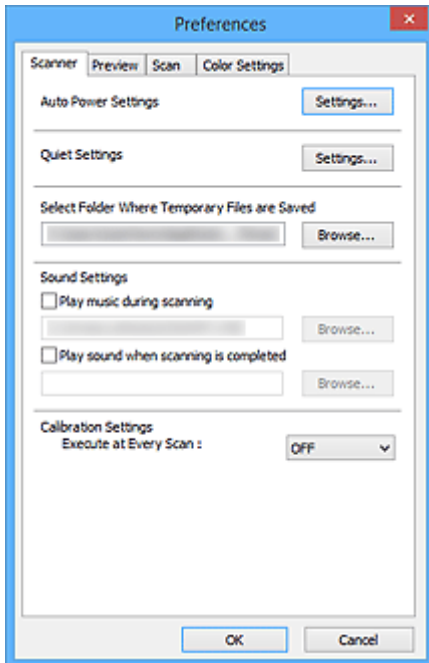 Preferences
Scanner Preview Scan Color Settings
Auto Power Settings Settings...
Quiet Settings Settings...
Select Folder Where Temporary Files are Saved
Browse...
Sound Settings
Play music during scanning
Browse...
Play sound when scanning is completed
Browse...
Calibration Settings
Execute at Every Scan : OFF
OK Cancel